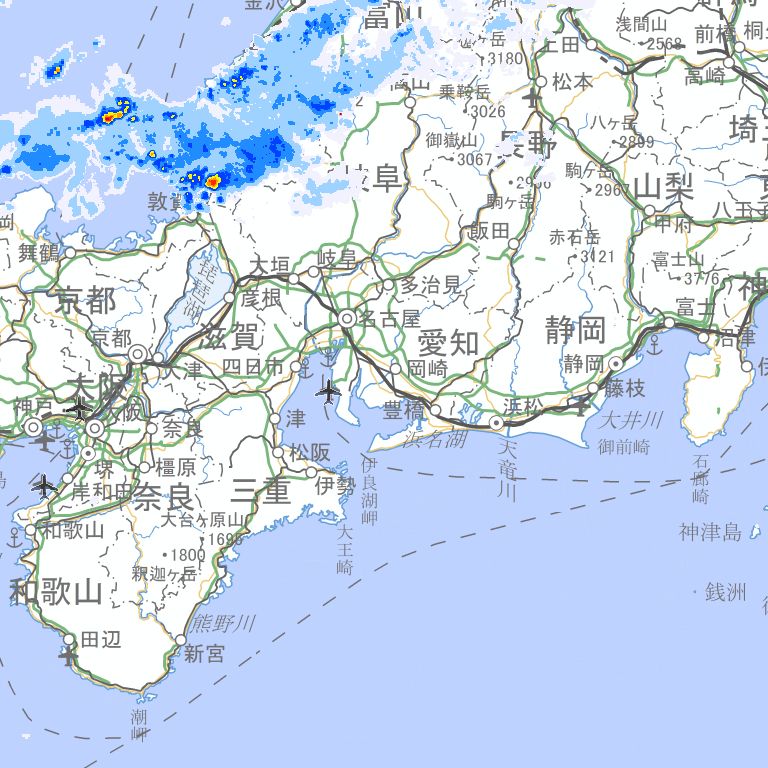 金沢
富山
上田
浅間山
・2568
前橋
桐
高崎
・3180
松本
乗鞍岳
・3026
御嶽山
・3067
長野
八ヶ岳
・2899
駒ヶ岳
・2967
駒ヶ岳
山梨
八王子
甲府
岐阜
敦賀
舞鶴
飯田
赤石岳
・3121
富士山
・3776
富士
沼津
琵琶湖
大垣
岐阜
多治見
彦根
京都
京都
滋賀
名古屋
愛知
静岡
静岡
藤枝
大津
四日市
岡崎
大阪
大阪
神戸
豊橋
浜松
浜名湖
大井川
御前崎
天竜川
石廊崎
奈良
津
松阪
伊勢
伊良湖岬
堺
橿原
岸和田
奈良
三重
大台ヶ原山
・1695
・1800
釈迦ヶ岳
大王崎
和歌山
和歌山
神津島
・銭洲
熊野川
田辺
新宮
潮岬